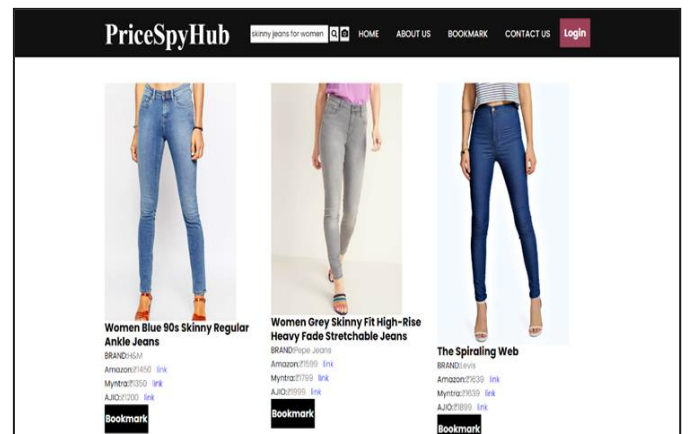 PriceSpyHub
skinny jeans for women
HOME
ABOUT US
BOOKMARK
CONTACT US
Login
Women Blue 90s Skinny Regular
Ankle Jeans
BRAND:H&M
Amazon:₹1450 link
Myntra:₹1350 link
AJIO:₹1200 link
Bookmark
Women Grey Skinny Fit High-Rise
Heavy Fade Stretchable Jeans
BRAND:Pepe Jeans
Amazon:₹1599 link
Myntra:₹1799 link
AJIO:₹1999 link
Bookmark
The Spiraling Web
BRAND:Levis
Amazon:₹1639 link
Myntra:₹1639 link
AJIO:₹1899 link
Bookmark